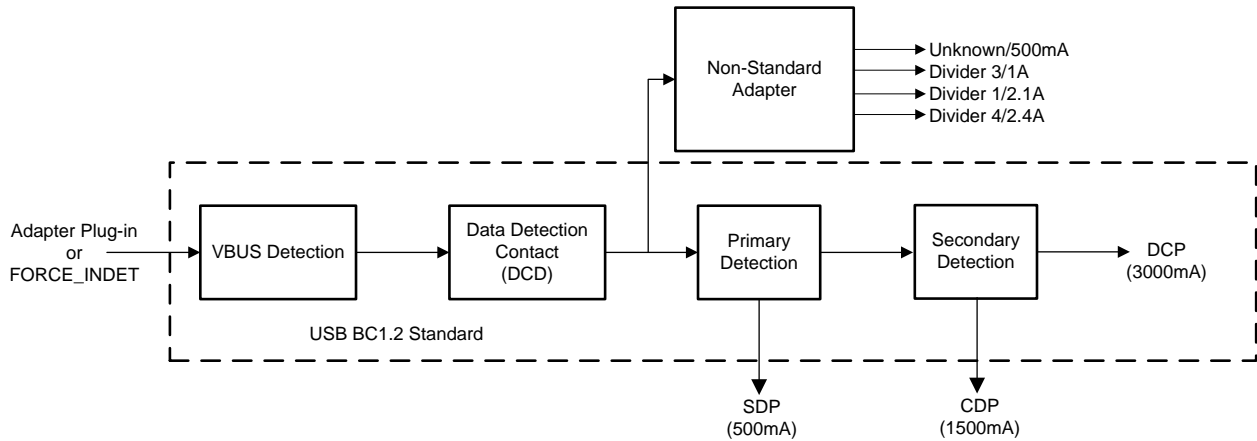 Non-Standard
Adapter
Unknown/500mA
Divider 3/1A
Divider 1/2.1A
Divider 4/2.4A
Adapter Plug-in
or
FORCE_INDET
VBUS Detection
Data Detection
Contact
(DCD)
Primary
Detection
Secondary
Detection
DCP
(3000mA)
USB BC1.2 Standard
SDP
(500mA)
CDP
(1500mA)